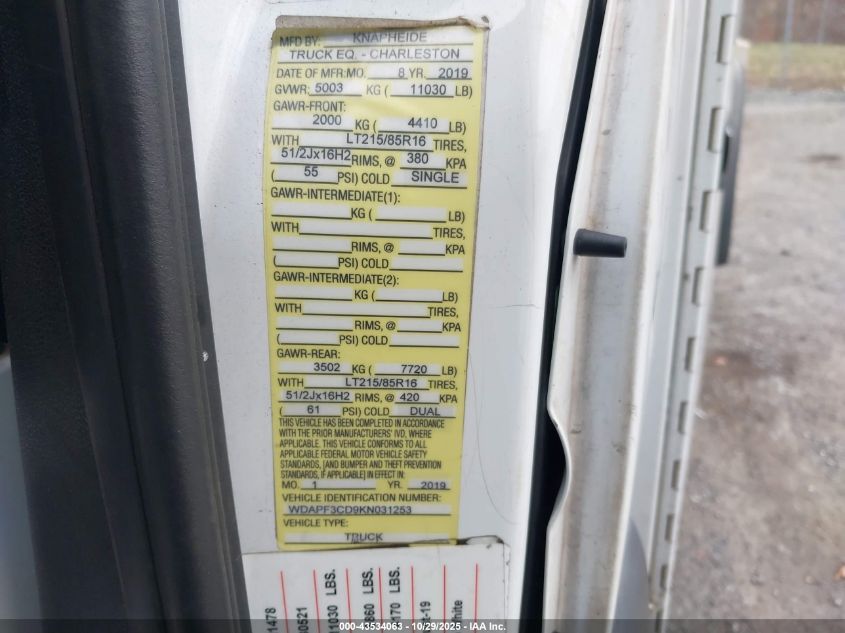 MFD BY: KNAPHEIDE
TRUCK EQ. - CHARLESTON
DATE OF MFR: MO. 8 YR. 2019
GVWR: 5003 KG ( 11030 LB)
GAWR-FRONT:
2000 KG ( 4410 LB)
WITH LT215/85R16 TIRES,
51/2Jx16H2 RIMS, @ 380 KPA
( 55 PSI) COLD SINGLE
GAWR-INTERMEDIATE(1):
KG ( LB)
WITH TIRES,
RIMS, @ KPA
( PSI) COLD
GAWR-INTERMEDIATE(2):
KG ( LB)
WITH TIRES,
RIMS, @ KPA
( PSI) COLD
GAWR-REAR:
3502 KG ( 7720 LB)
WITH LT215/85R16 TIRES,
51/2Jx16H2 RIMS, @ 420 KPA
( 61 PSI) COLD DUAL
THIS VEHICLE HAS BEEN COMPLETED IN ACCORDANCE
WITH THE PRIOR MANUFACTURERS' IVD, WHERE
APPLICABLE. THIS VEHICLE CONFORMS TO ALL
APPLICABLE FEDERAL MOTOR VEHICLE SAFETY
STANDARDS, [AND BUMPER AND THEFT PREVENTION
STANDARDS, IF APPLICABLE] IN EFFECT IN:
MO. 1 YR. 2019
VEHICLE IDENTIFICATION NUMBER:
WDAPF3CD9KN031253
VEHICLE TYPE:
TRUCK
1478
0521
11030 LBS.
860 LBS.
170 LBS.
t-19
hite
000-43534063 - 10/29/2025 - IAA Inc.